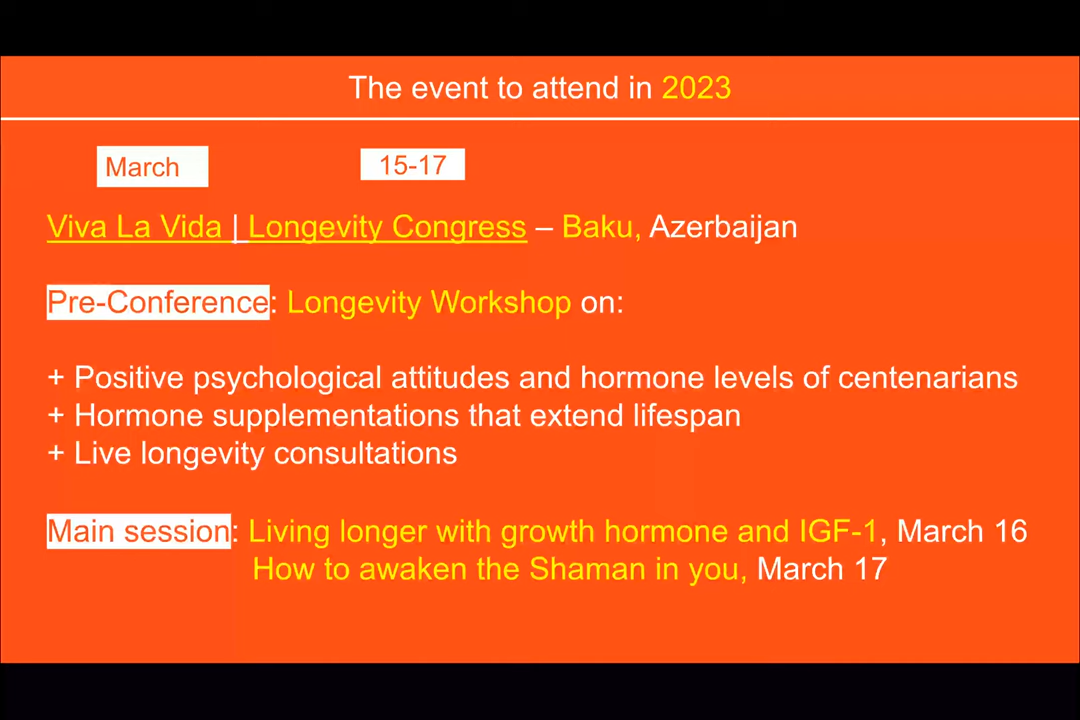 The event to attend in 2023
March 15-17
Viva La Vida | Longevity Congress – Baku, Azerbaijan
Pre-Conference: Longevity Workshop on:
+ Positive psychological attitudes and hormone levels of centenarians
+ Hormone supplementations that extend lifespan
+ Live longevity consultations
Main session: Living longer with growth hormone and IGF-1, March 16
How to awaken the Shaman in you, March 17